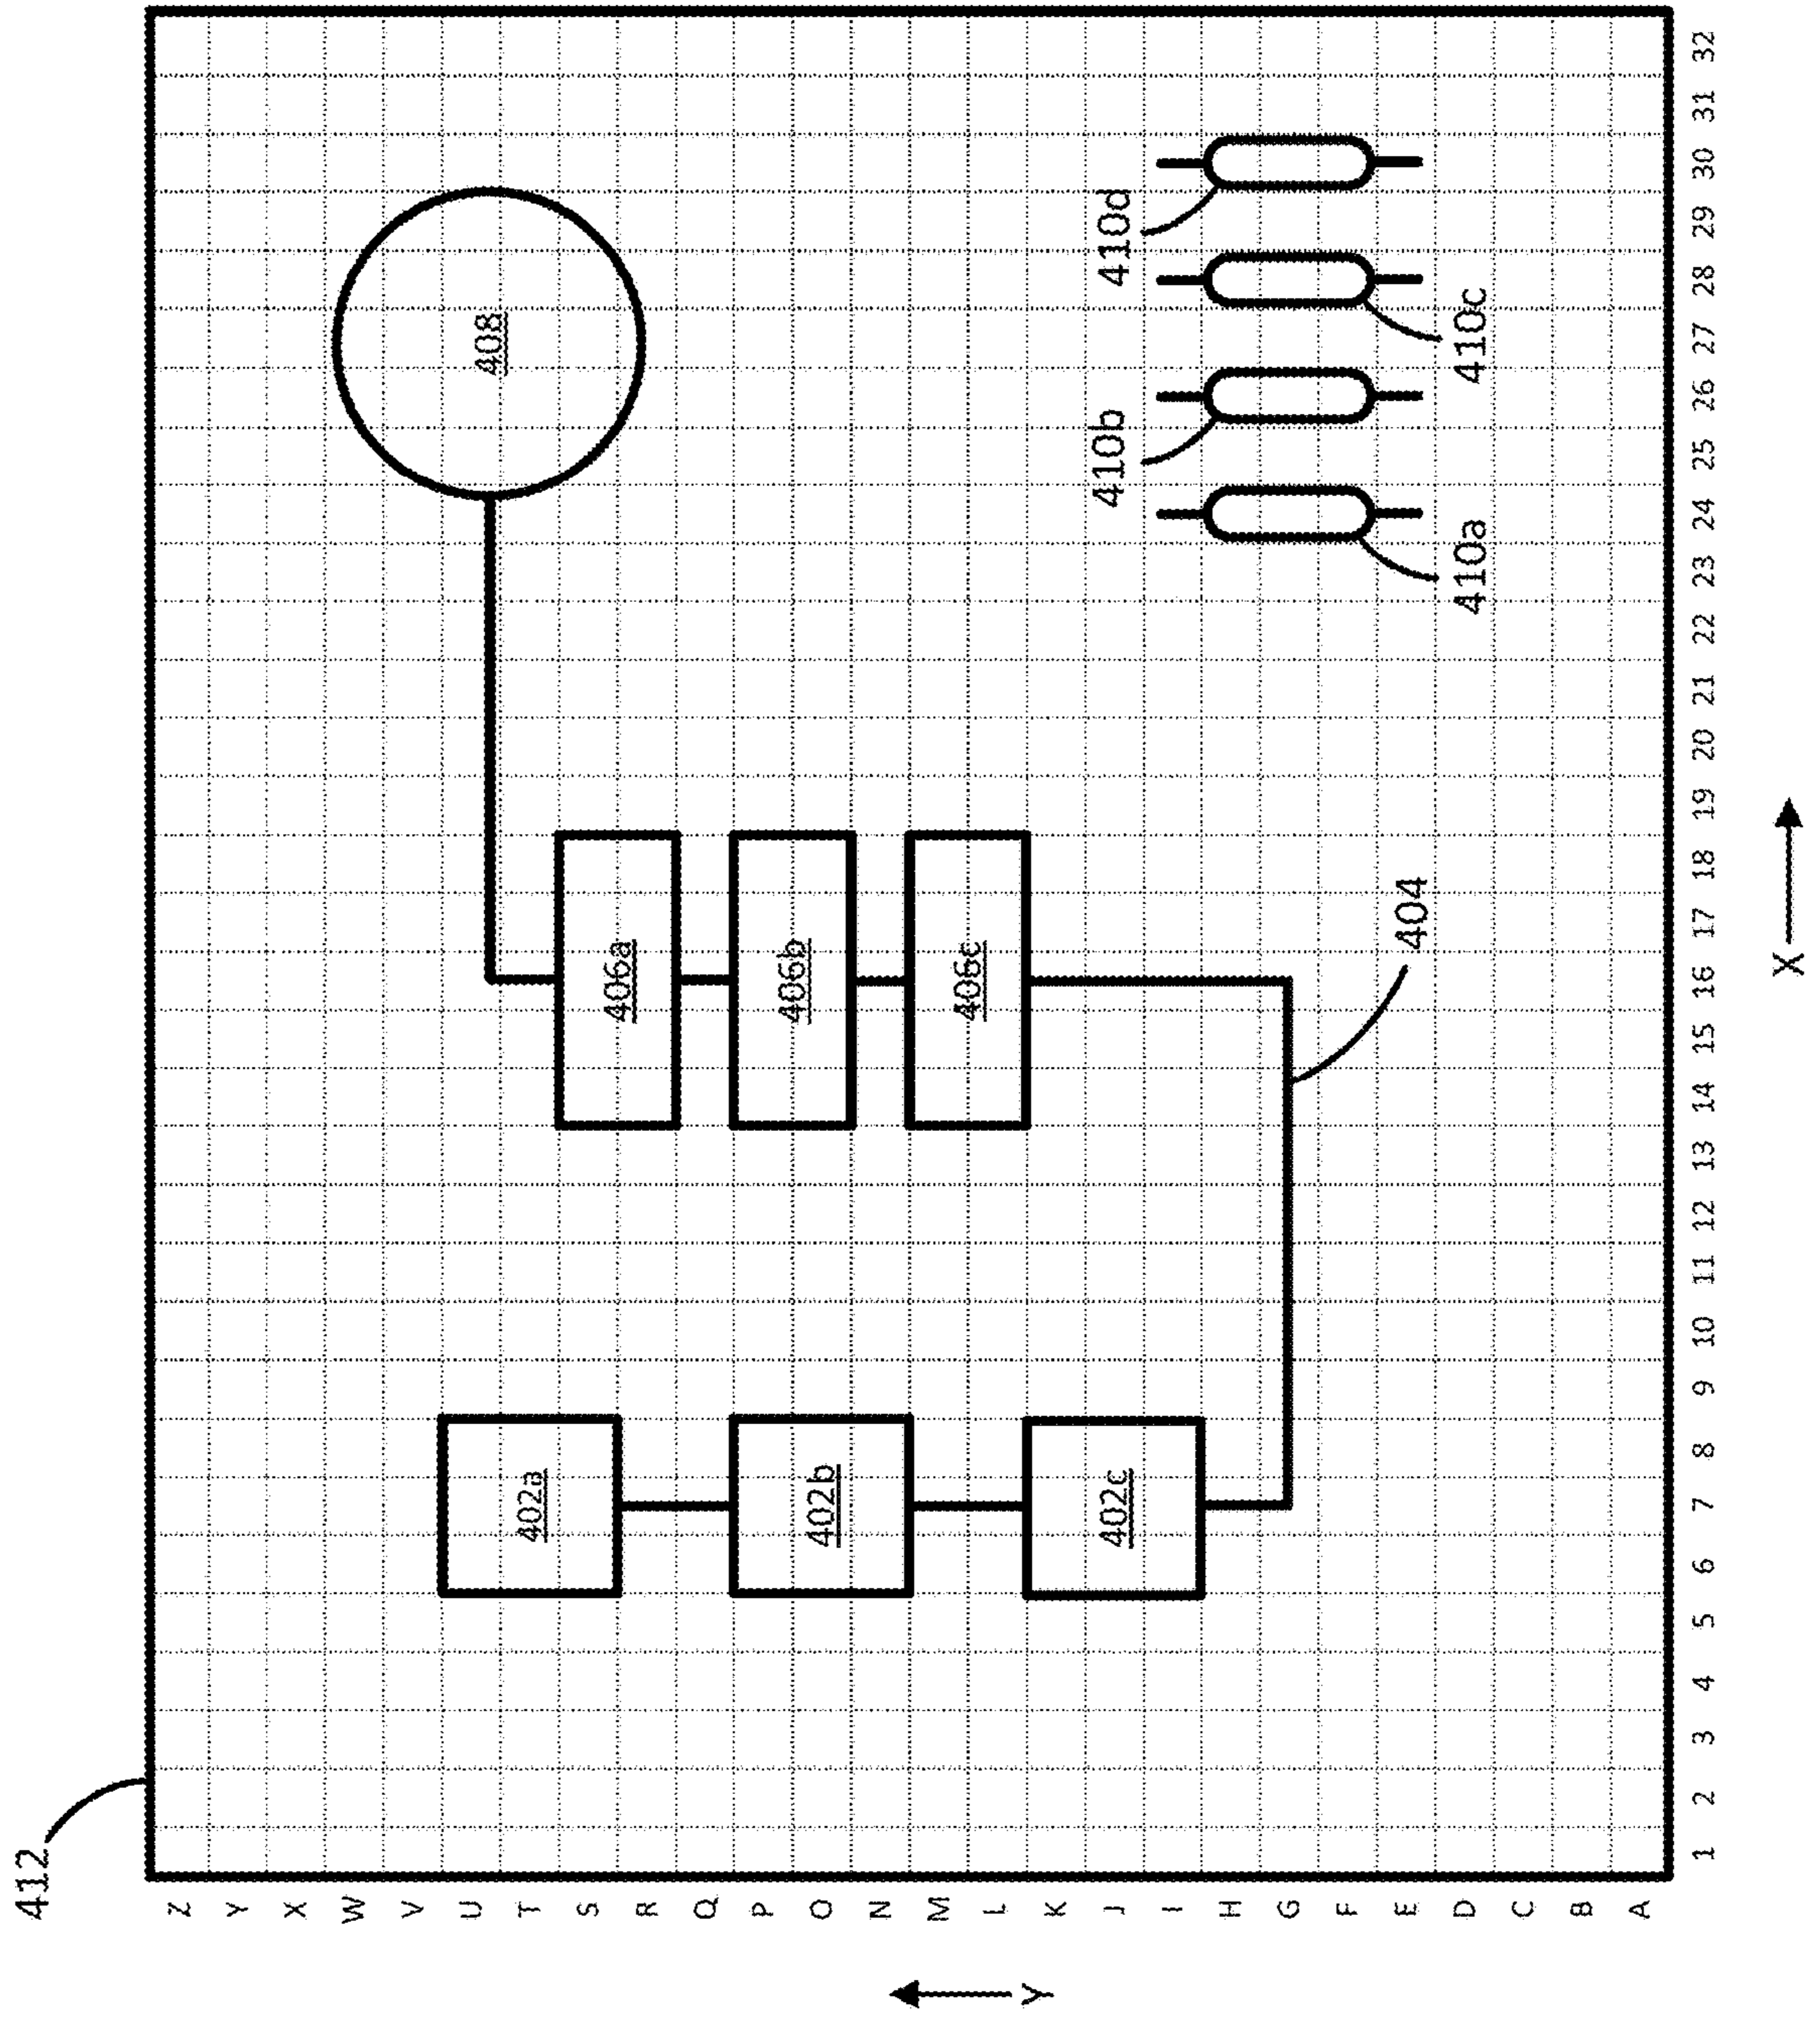 412
Z
Y
X
W
V
U
408
T
402a
S
406a
R
Q
P
406b
O
402b
N
M
406c
L
Y
K
J
402c
410b
410d
I
H
G
F
E
404
D
410a
410c
C
B
A
1 2 3 4 5 6 7 8 9 10 11 12 13 14 15 16 17 18 19 20 21 22 23 24 25 26 27 28 29 30 31 32
X